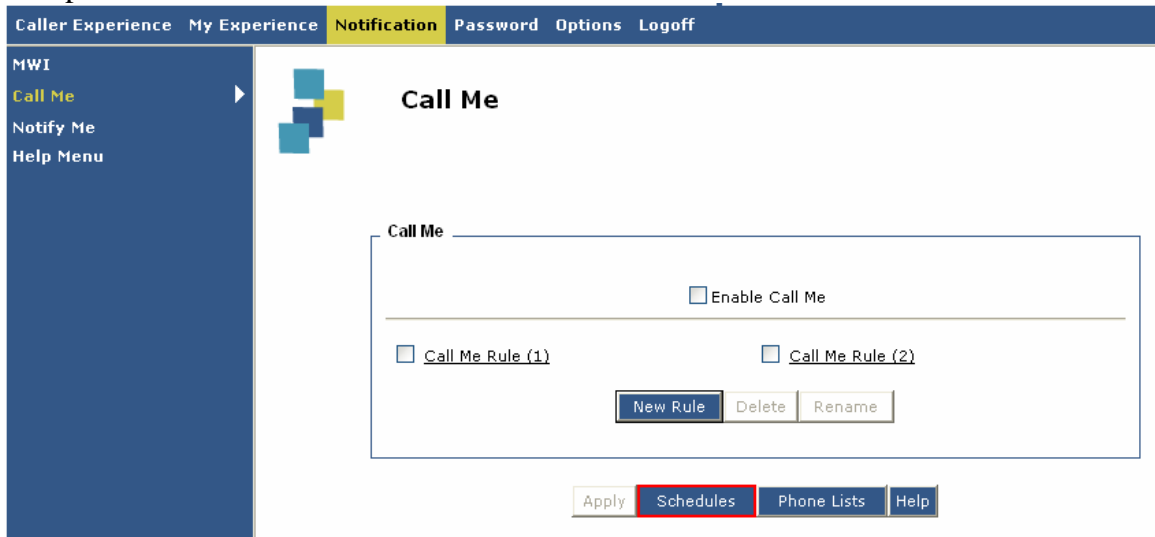 Caller Experience My Experience Notification Password Options Logoff
MWI
Call Me
Notify Me
Help Menu
Call Me
Call Me
Enable Call Me
Call Me Rule (1) Call Me Rule (2)
New Rule Delete Rename
Apply Schedules Phone Lists Help